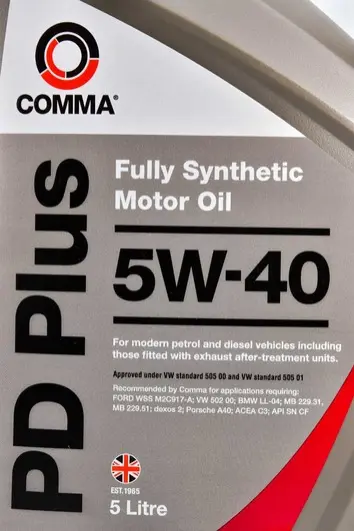 COMMA®
PD Plus
Fully Synthetic
Motor Oil
5W-40
For modern petrol and diesel vehicles including
those fitted with exhaust after-treatment units.
Approved under VW standard 505 00 and VW standard 505 01
Recommended by Comma for applications requiring:
FORD WSS M2C917-A; VW 502 00; BMW LL-04; MB 229.31,
MB 229.51; dexos 2; Porsche A40; ACEA C3; API SN CF
EST.1965
5 Litre